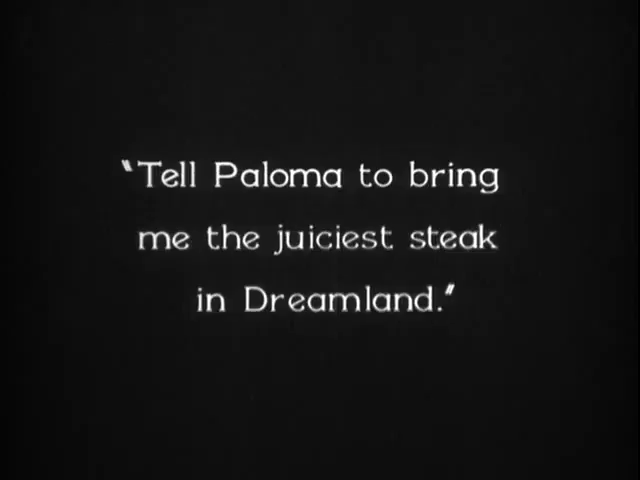 "Tell Paloma to bring
me the juiciest steak
in Dreamland."